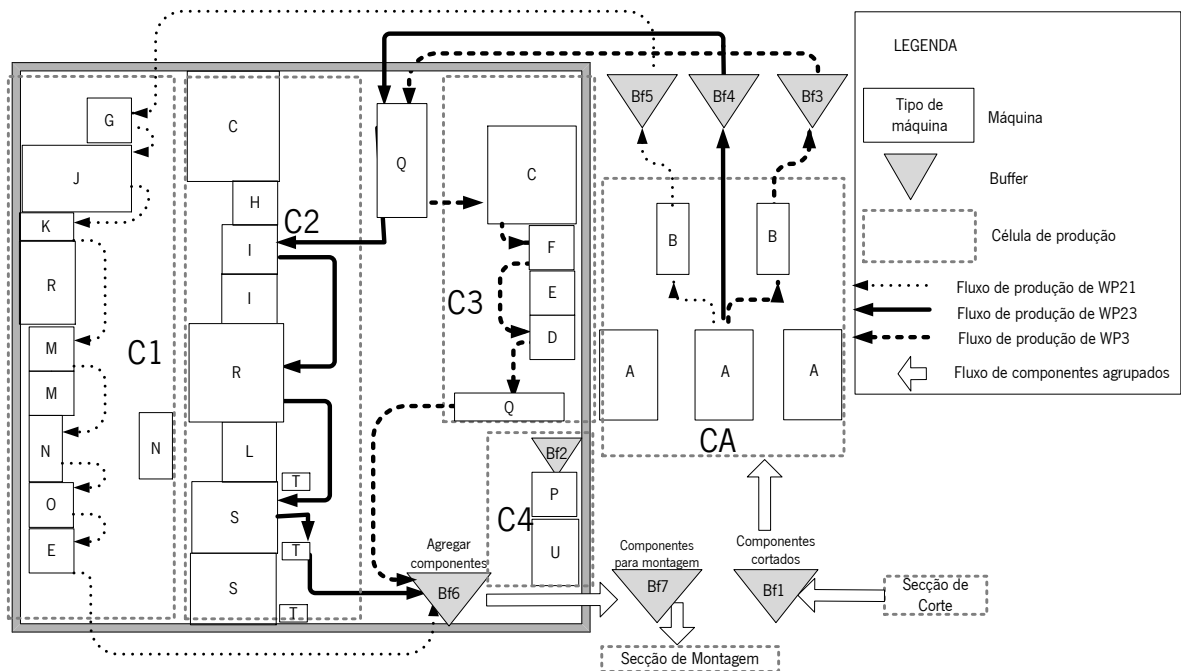 LEGENDA
Tipo de
máquina
Máquina
Buffer
Célula de produção
Fluxo de produção de WP21
Fluxo de produção de WP23
Fluxo de produção de WP3
Fluxo de componentes agrupados
Bf5
Bf4
Bf3
B
B
A
A
A
CA
G
J
K
R
M
M
N
O
E
C1
N
C
H
C2
I
I
R
L
T
S
T
S
T
Q
C
F
E
D
C3
Q
Bf2
P
U
C4
Agregar
componentes
Bf6
Componentes
para montagem
Bf7
Componentes
cortados
Bf1
Secção de
Corte
Secção de Montagem